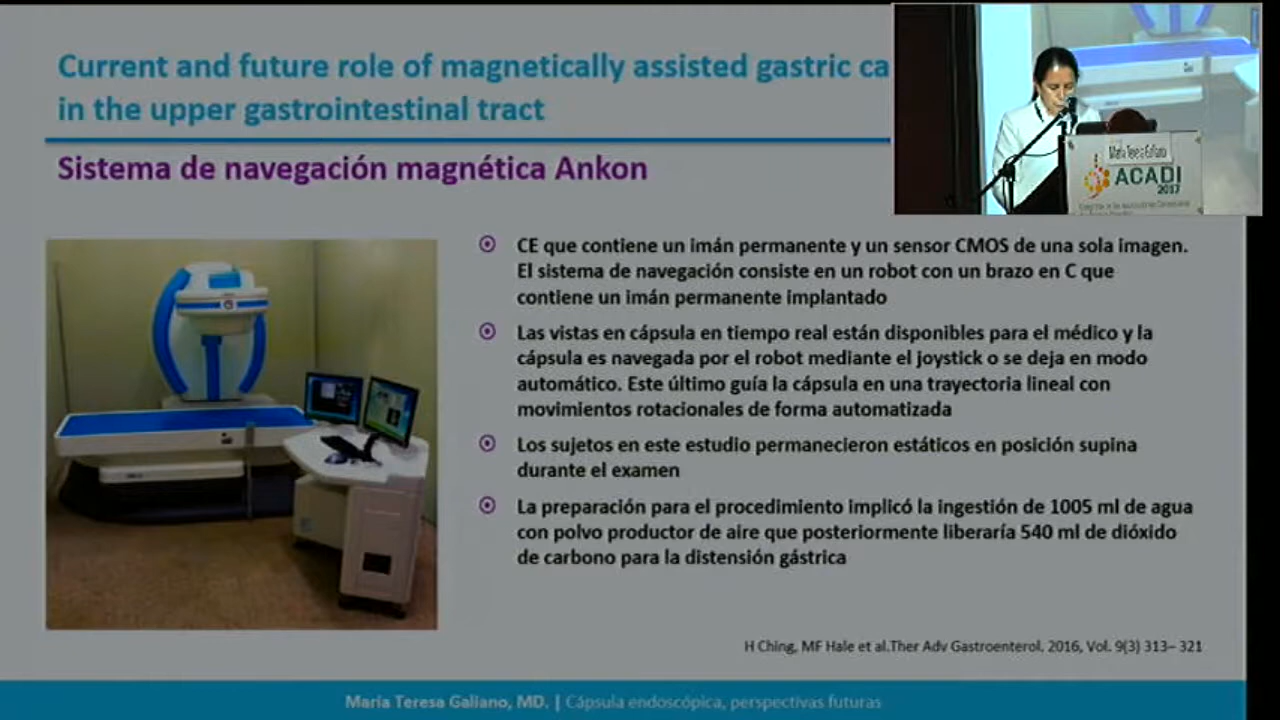 Current and future role of magnetically assisted gastric ca
in the upper gastrointestinal tract
Sistema de navegación magnética Ankon
María Teresa Galiano
ACADI
2017
CE que contiene un imán permanente y un sensor CMOS de una sola imagen.
El sistema de navegación consiste en un robot con un brazo en C que
contiene un imán permanente implantado
Las vistas en cápsula en tiempo real están disponibles para el médico y la
cápsula es navegada por el robot mediante el joystick o se deja en modo
automático. Este último guía la cápsula en una trayectoria lineal con
movimientos rotacionales de forma automatizada
Los sujetos en este estudio permanecieron estáticos en posición supina
durante el examen
La preparación para el procedimiento implicó la ingestión de 1005 ml de agua
con polvo productor de aire que posteriormente liberaría 540 ml de dióxido
de carbono para la distensión gástrica
H Ching, MF Hale et al.Ther Adv Gastroenterol. 2016, Vol. 9(3) 313– 321
María Teresa Galiano, MD. | Cápsula endoscópica, perspectivas futuras